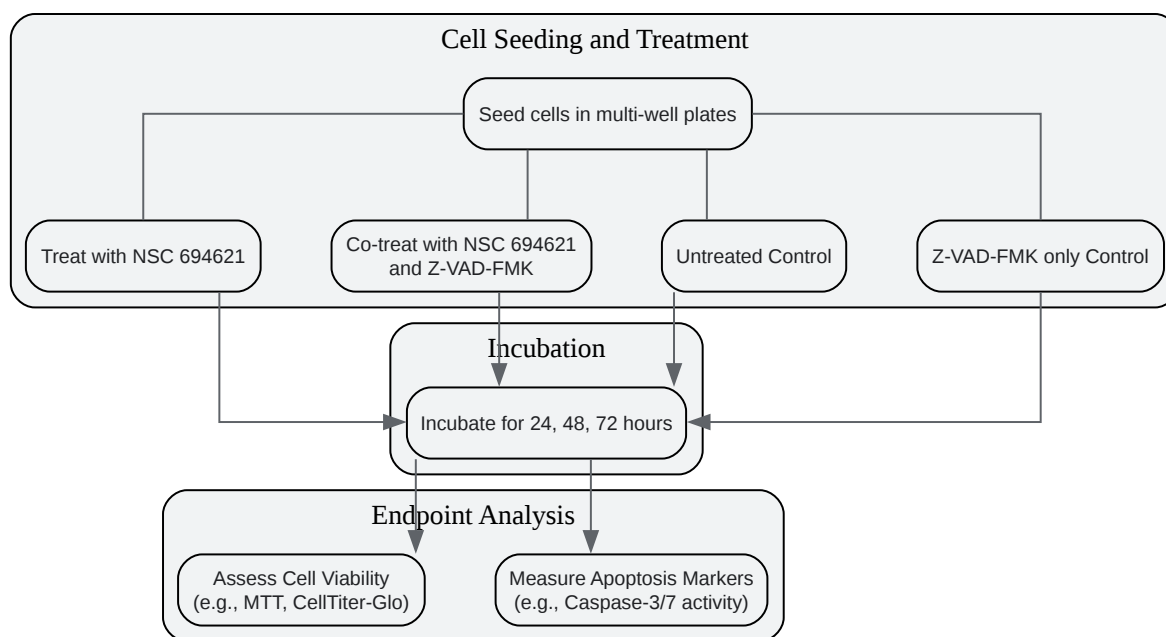 Cell Seeding and Treatment
Seed cells in multi-well plates
Treat with NSC 694621
Co-treat with NSC 694621
and Z-VAD-FMK
Untreated Control
Z-VAD-FMK only Control
Incubation
Incubate for 24, 48, 72 hours
Endpoint Analysis
Assess Cell Viability
(e.g., MTT, CellTiter-Glo)
Measure Apoptosis Markers
(e.g., Caspase-3/7 activity)